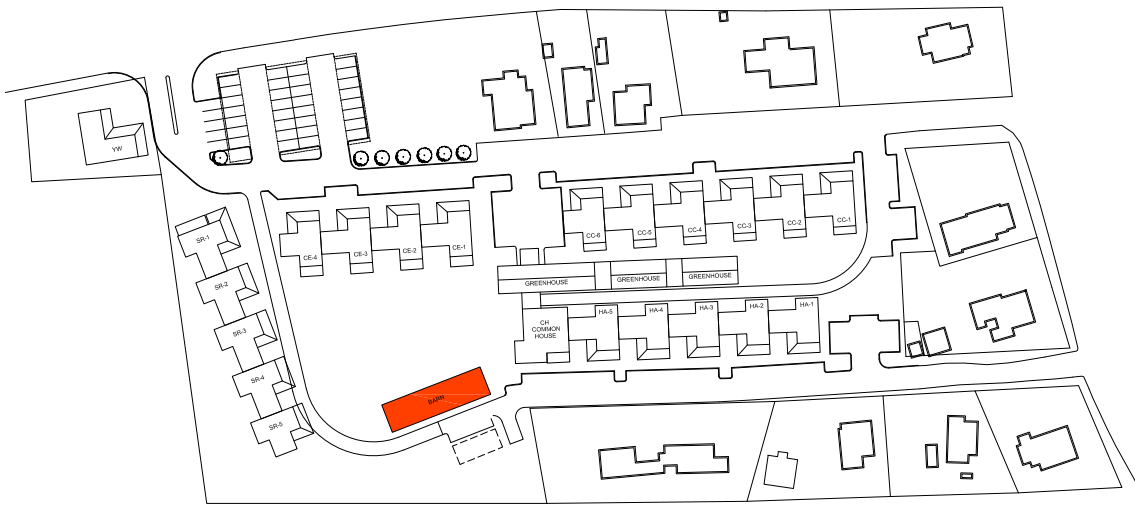 YW
SR-1
SR-2
SR-3
SR-4
SR-5
CE-4
CE-3
CE-2
CE-1
CC-6
CC-5
CC-4
CC-3
CC-2
CC-1
GREENHOUSE
GREENHOUSE
GREENHOUSE
CH
COMMON
HOUSE
HA-5
HA-4
HA-3
HA-2
HA-1
BARN